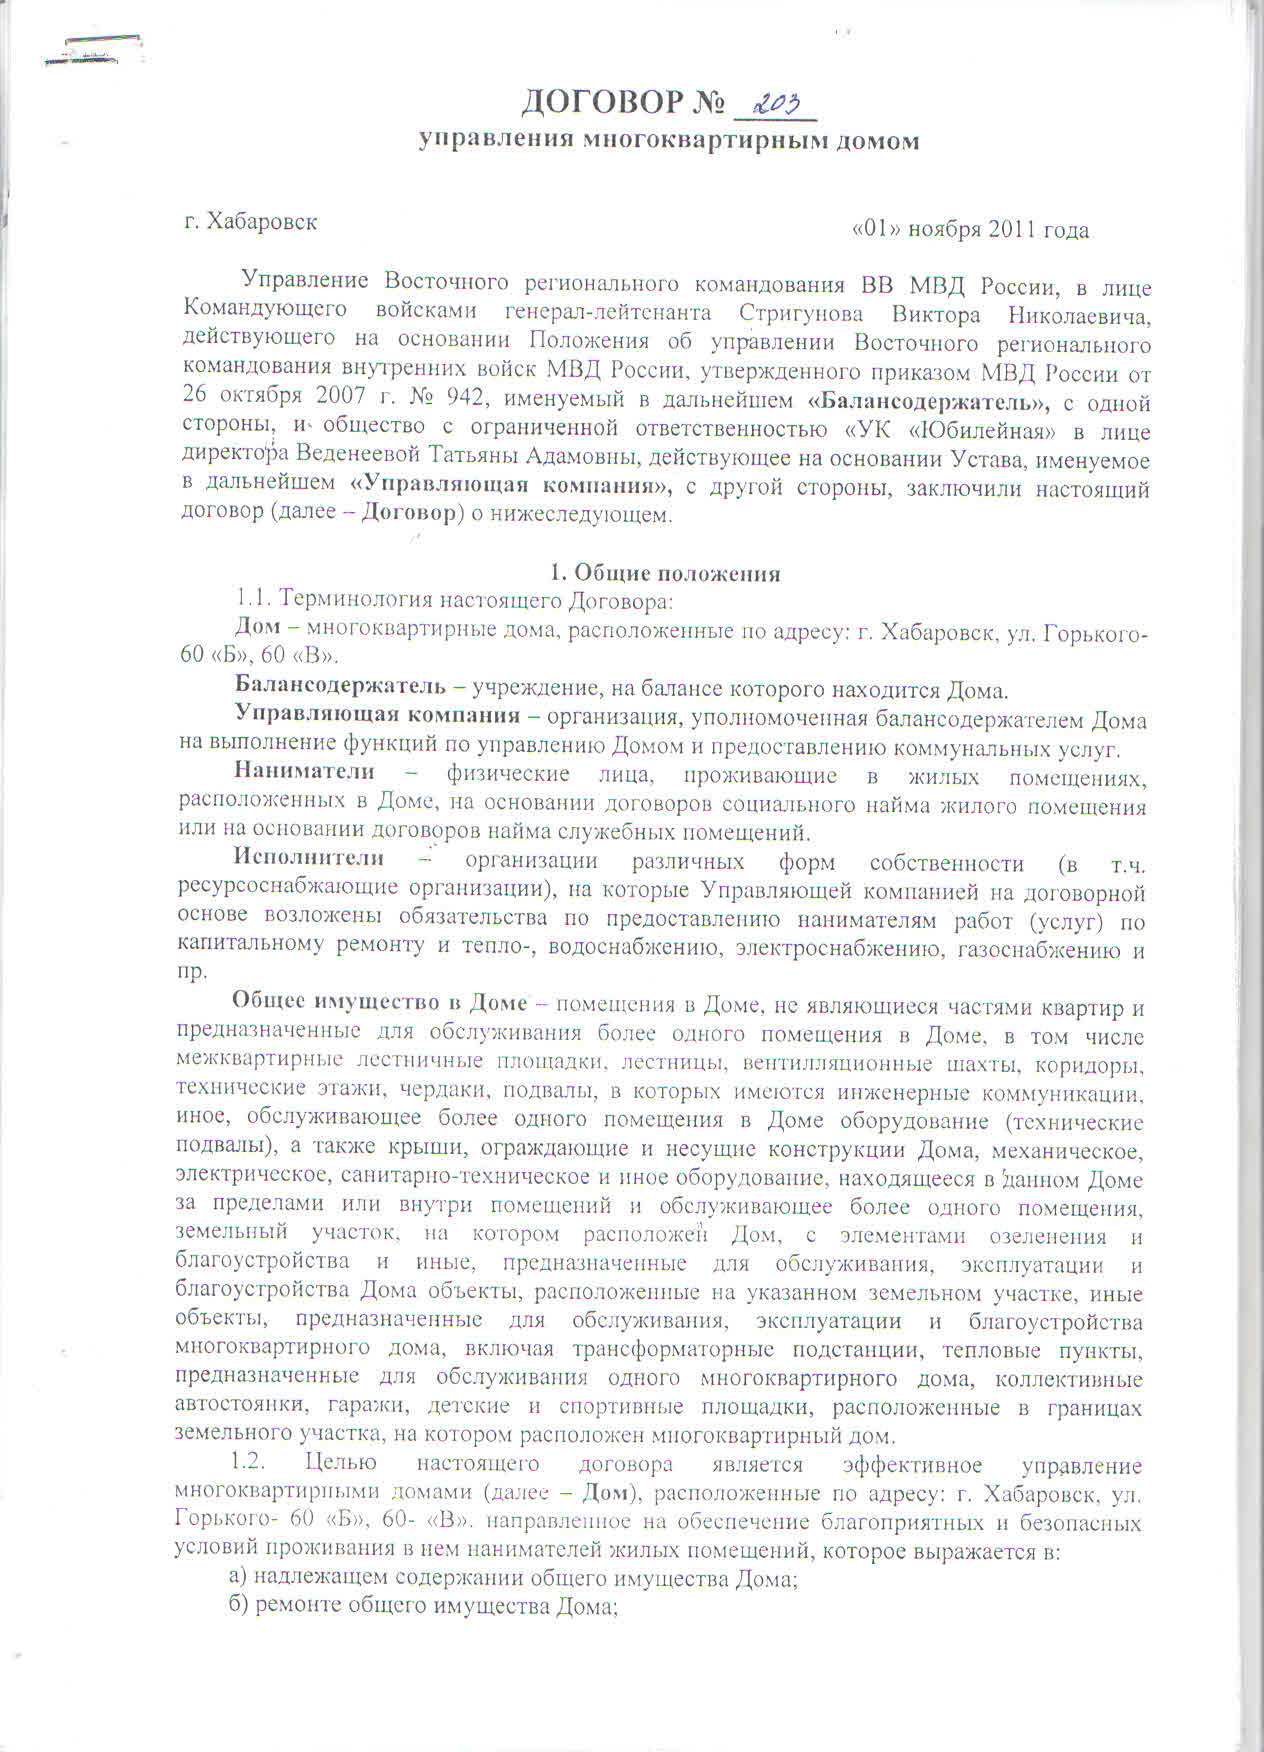 ДОГОВОР № 203
управления многоквартирным домом
г. Хабаровск
«01» ноября 2011 года
Управление Восточного регионального командования ВВ МВД России, в лице
Командующего войсками генерал-лейтенанта Стригунова Виктора Николаевича,
действующего на основании Положения об управлении Восточного регионального
командования внутренних войск МВД России, утвержденного приказом МВД России от
26 октября 2007 г. № 942, именуемый в дальнейшем «Балансодержатель», с одной
стороны, и общество с ограниченной ответственностью «УК «Юбилейная» в лице
директора Веденеевой Татьяны Адамовны, действующее на основании Устава, именуемое
в дальнейшем «Управляющая компания», с другой стороны, заключили настоящий
договор (далее – Договор) о нижеследующем.
1. Общие положения
1.1. Терминология настоящего Договора:
Дом – многоквартирные дома, расположенные по адресу: г. Хабаровск, ул. Горького-
60 «Б», 60 «В».
Балансодержатель – учреждение, на балансе которого находится Дома.
Управляющая компания – организация, уполномоченная балансодержателем Дома
на выполнение функций по управлению Домом и предоставлению коммунальных услуг.
Наниматели – физические лица, проживающие в жилых помещениях,
расположенных в Доме, на основании договоров социального найма жилого помещения
или на основании договоров найма служебных помещений.
Исполнители – организации различных форм собственности (в т.ч.
ресурсоснабжающие организации), на которые Управляющей компанией на договорной
основе возложены обязательства по предоставлению нанимателям работ (услуг) по
капитальному ремонту и тепло-, водоснабжению, электроснабжению, газоснабжению и
пр.
Общее имущество в Доме – помещения в Доме, не являющиеся частями квартир и
предназначенные для обслуживания более одного помещения в Доме, в том числе
межквартирные лестничные площадки, лестницы, вентилляционные шахты, коридоры,
технические этажи, чердаки, подвалы, в которых имеются инженерные коммуникации,
иное, обслуживающее более одного помещения в Доме оборудование (технические
подвалы), а также крыши, ограждающие и несущие конструкции Дома, механическое,
электрическое, санитарно-техническое и иное оборудование, находящееся в данном Доме
за пределами или внутри помещений и обслуживающее более одного помещения,
земельный участок, на котором расположен Дом, с элементами озеленения и
благоустройства и иные, предназначенные для обслуживания, эксплуатации и
благоустройства Дома объекты, расположенные на указанном земельном участке, иные
объекты, предназначенные для обслуживания, эксплуатации и благоустройства
многоквартирного дома, включая трансформаторные подстанции, тепловые пункты,
предназначенные для обслуживания одного многоквартирного дома, коллективные
автостоянки, гаражи, детские и спортивные площадки, расположенные в границах
земельного участка, на котором расположен многоквартирный дом.
1.2. Целью настоящего договора является эффективное управление
многоквартирными домами (далее – Дом), расположенные по адресу: г. Хабаровск, ул.
Горького- 60 «Б», 60- «В». направленное на обеспечение благоприятных и безопасных
условий проживания в нем нанимателей жилых помещений, которое выражается в:
а) надлежащем содержании общего имущества Дома;
б) ремонте общего имущества Дома;